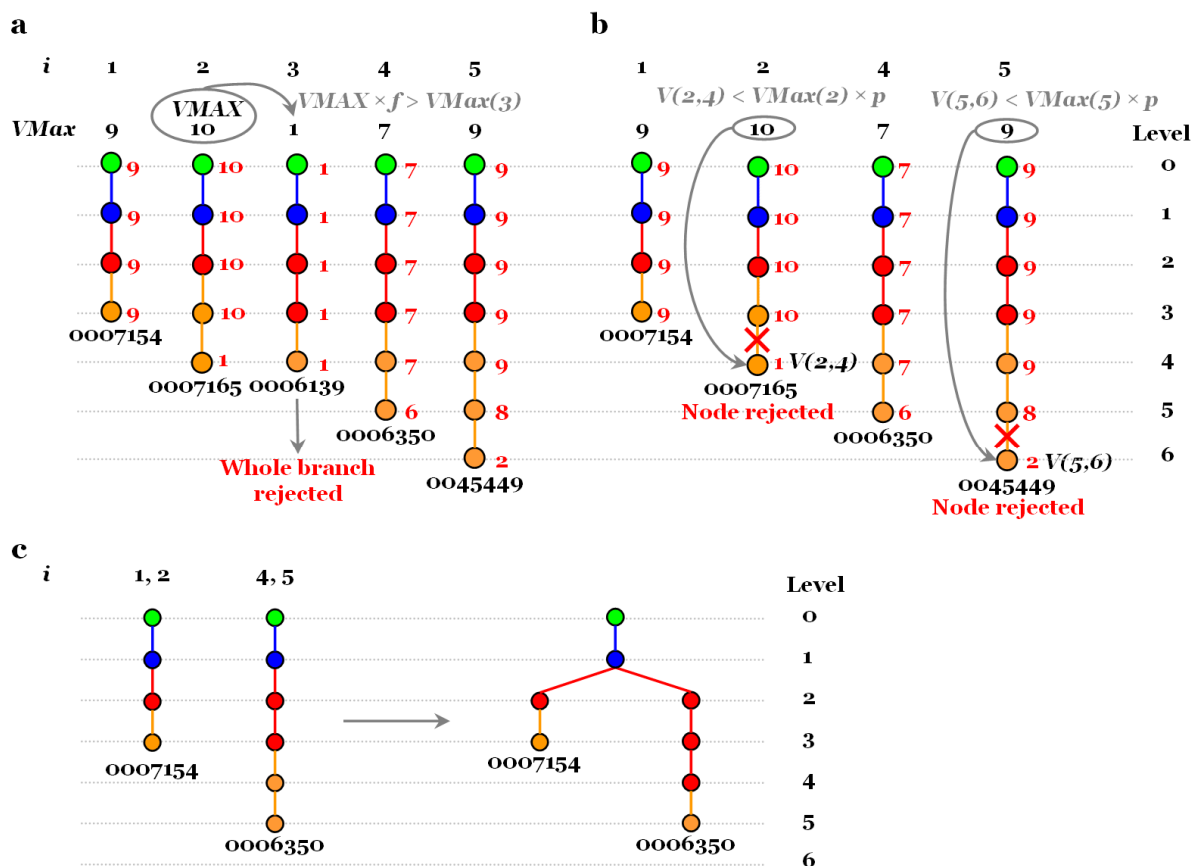 a
i 1 2 3 4 5
VMAX VMAX × f > VMax(3)
VMax 9 10 1 7 9
9 10 1 7 9
9 10 1 7 9
9 10 1 7 9
9 10 1 7 9
0007154
1 1 7 9
0007165 0006139
6 8
0006350
Whole branch
rejected
2
0045449
b
i 1 2 4 5
V(2,4) < VMax(2) × p V(5,6) < VMax(5) × p
9 10 7 9 Level
9 10 7 9 0
9 10 7 9 1
9 10 7 9 2
9 10 7 9 3
0007154
1 V(2,4) 7 9 4
0007165
Node rejected 6 8 5
0006350
2 V(5,6) 6
0045449
Node rejected
c
i 1, 2 4, 5 Level
0
1
2
3
0007154 0007154
4
5
0006350 0006350
6